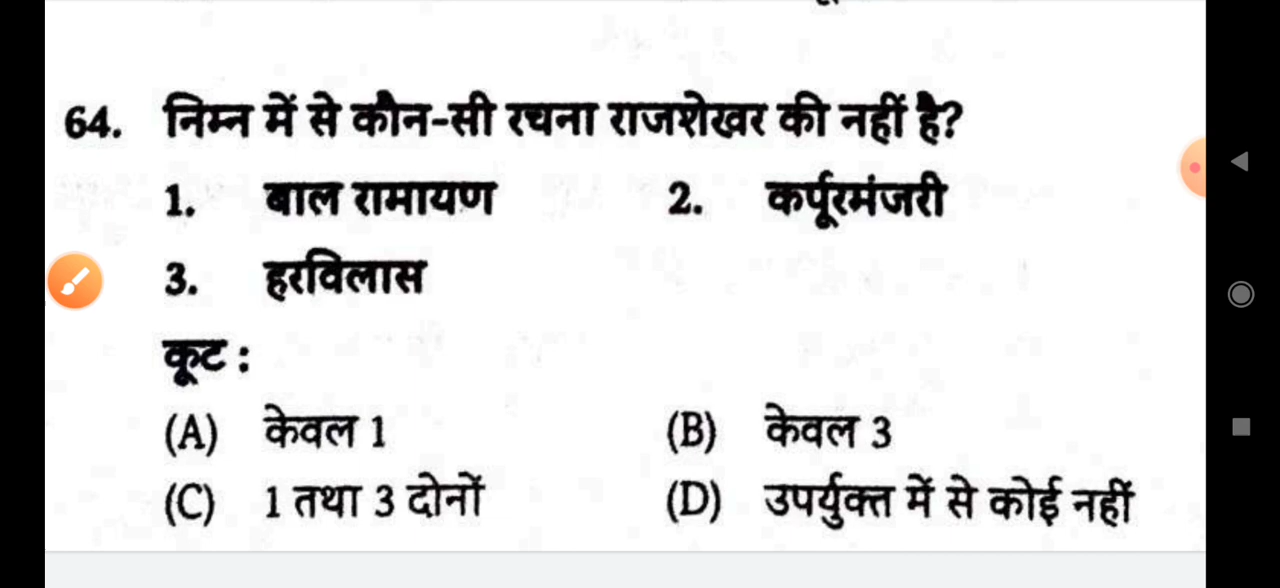 64. निम्न में से कौन-सी रचना राजशेखर की नहीं है?
1. बाल रामायण 2. कर्पूरमंजरी
3. हरविलास
कूट :
(A) केवल 1 (B) केवल 3
(C) 1 तथा 3 दोनों (D) उपर्युक्त में से कोई नहीं